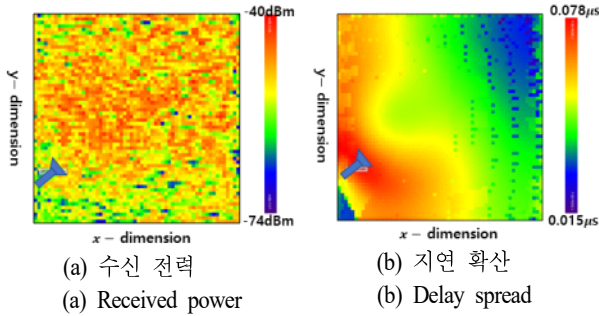 -40dBm
y- dimension
-74dBm
x - dimension
(a) 수신 전력
(a) Received power
0.078μs
y- dimension
0.015μs
x - dimension
(b) 지연 확산
(b) Delay spread